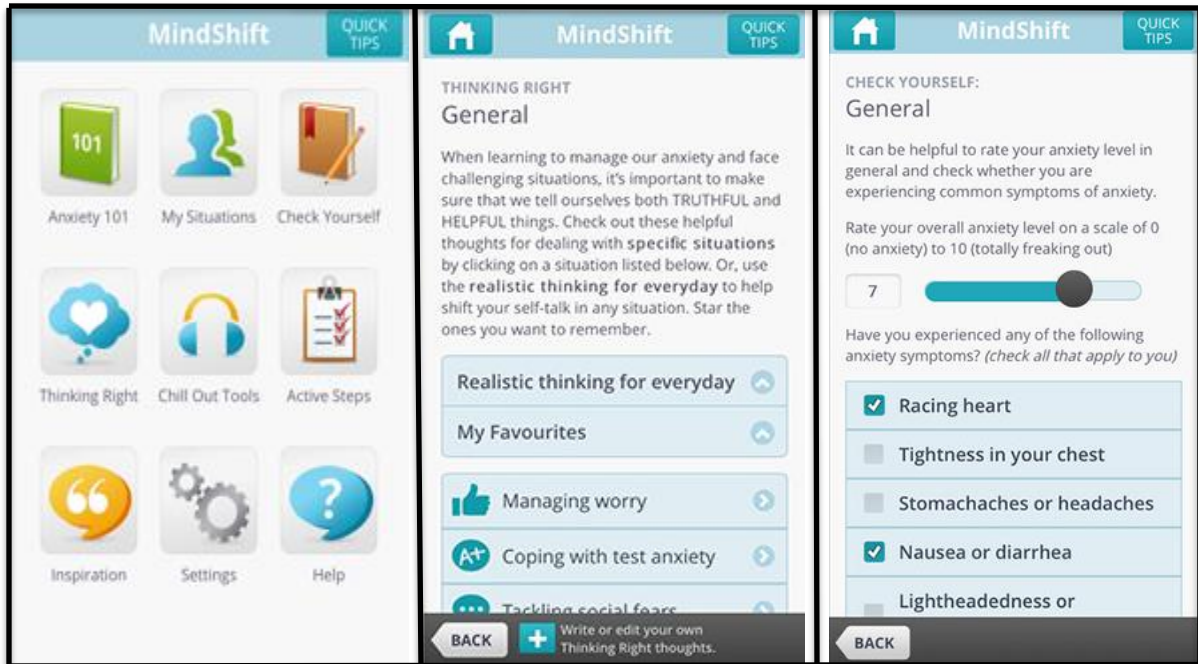 MindShift
QUICK
TIPS
101
Anxiety 101
My Situations
Check Yourself
Thinking Right
Chill Out Tools
Active Steps
Inspiration
Settings
?
Help
MindShift
QUICK
TIPS
THINKING RIGHT
General
When learning to manage our anxiety and face
challenging situations, it's important to make
sure that we tell ourselves both TRUTHFUL and
HELPFUL things. Check out these helpful
thoughts for dealing with specific situations
by clicking on a situation listed below. Or, use
the realistic thinking for everyday to help
shift your self-talk in any situation. Star the
ones you want to remember.
Realistic thinking for everyday
My Favourites
Managing worry
A+ Coping with test anxiety
Tackling social fears
BACK
Write or edit your own
Thinking Right thoughts.
MindShift
QUICK
TIPS
CHECK YOURSELF:
General
It can be helpful to rate your anxiety level in
general and check whether you are
experiencing common symptoms of anxiety.
Rate your overall anxiety level on a scale of 0
(no anxiety) to 10 (totally freaking out)
7
Have you experienced any of the following
anxiety symptoms? (check all that apply to you)
Racing heart
Tightness in your chest
Stomachaches or headaches
Nausea or diarrhea
Lightheadedness or
BACK